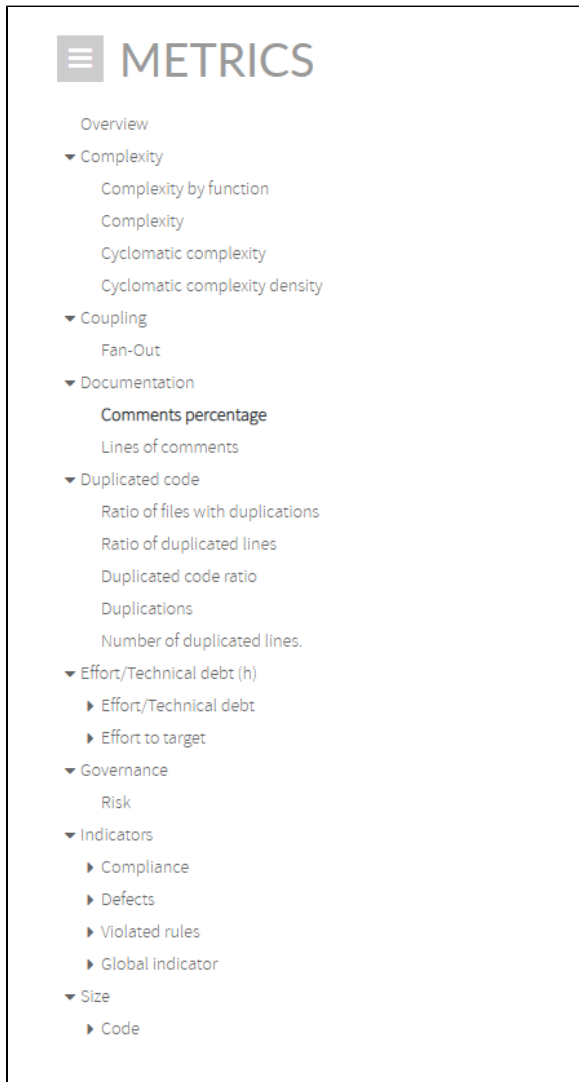 METRICS
Overview
Complexity
Complexity by function
Complexity
Cyclomatic complexity
Cyclomatic complexity density
Coupling
Fan-Out
Documentation
Comments percentage
Lines of comments
Duplicated code
Ratio of files with duplications
Ratio of duplicated lines
Duplicated code ratio
Duplications
Number of duplicated lines.
Effort/Technical debt (h)
Effort/Technical debt
Effort to target
Governance
Risk
Indicators
Compliance
Defects
Violated rules
Global indicator
Size
Code